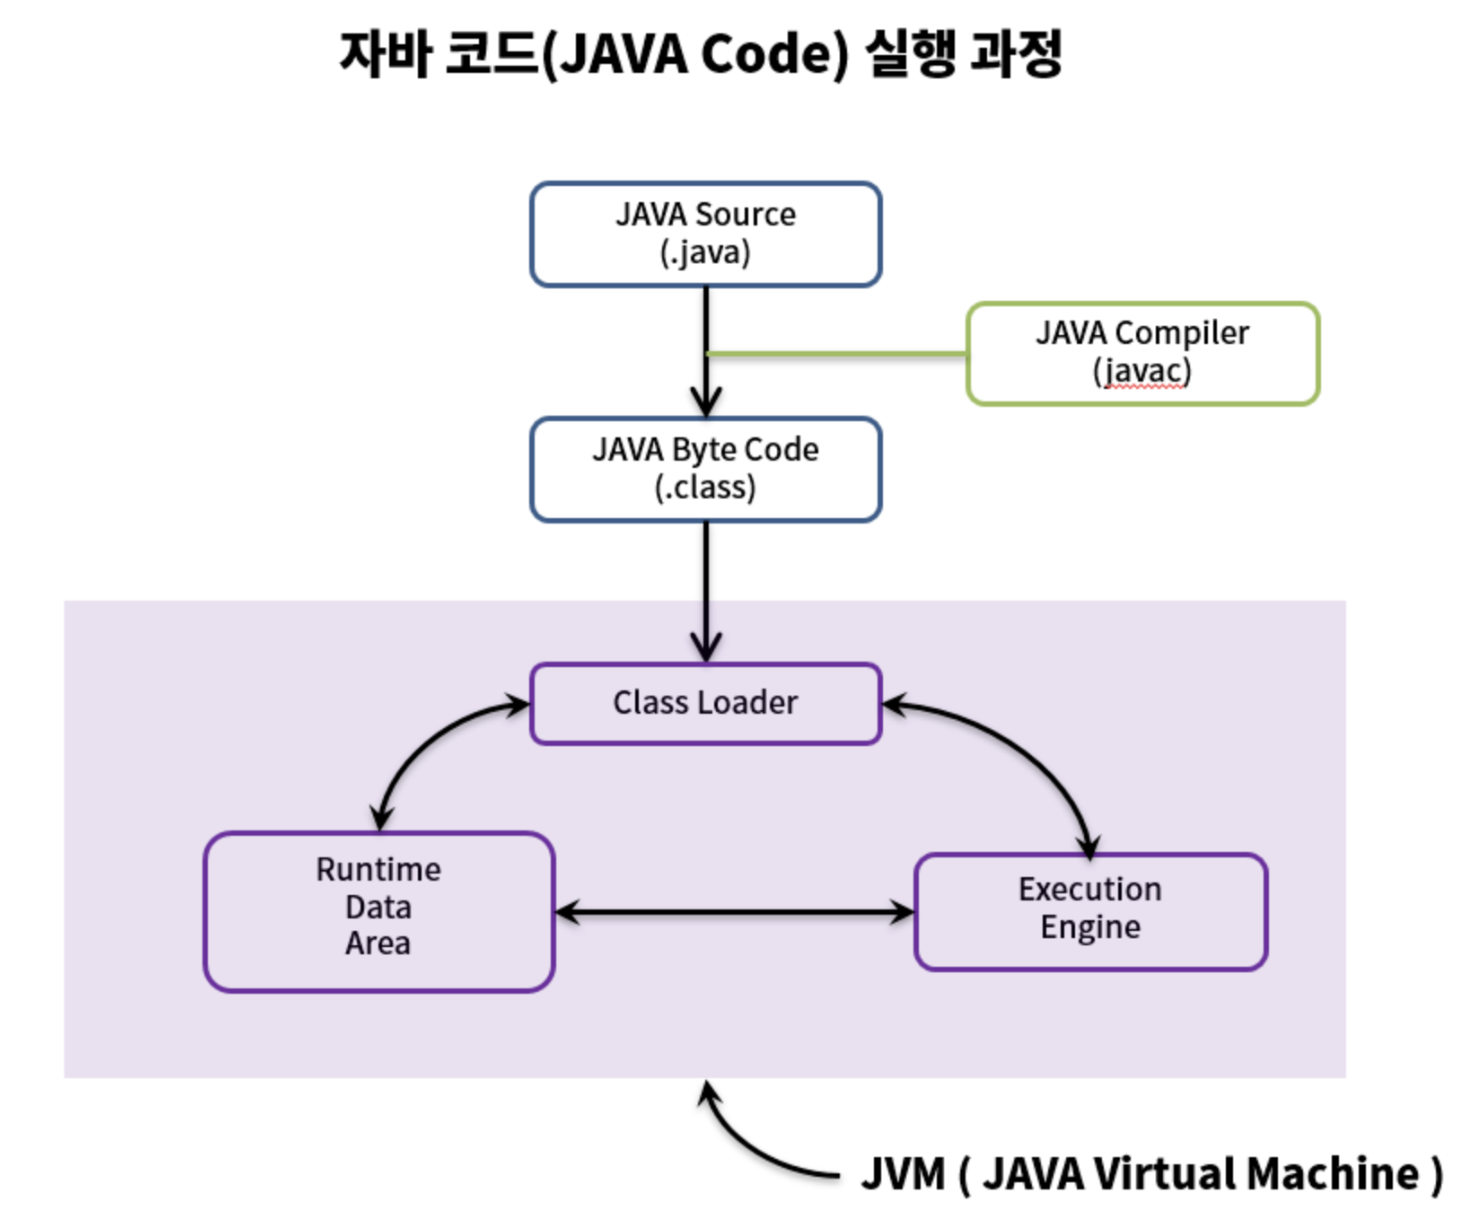 자바 코드(JAVA Code) 실행 과정
JAVA Source
(.java)
JAVA Compiler
(javac)
JAVA Byte Code
(.class)
Class Loader
Runtime
Data
Area
Execution
Engine
JVM ( JAVA Virtual Machine )